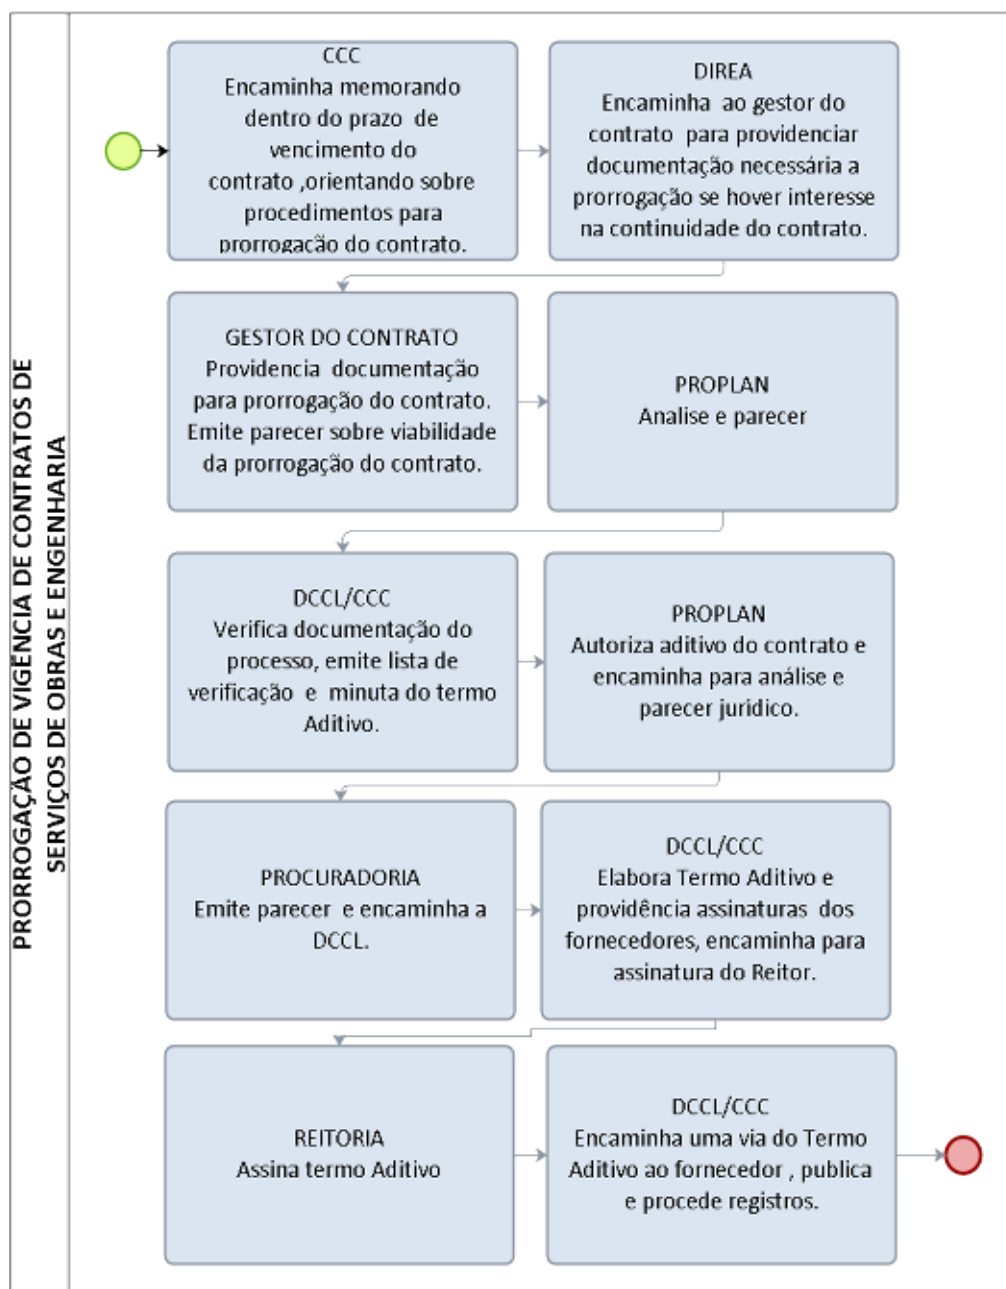 PRORROGAÇÃO DE VIGÊNCIA DE CONTRATOS DE
SERVIÇOS DE OBRAS E ENGENHARIA
CCC
Encaminha memorando
dentro do prazo de
vencimento do
contrato ,orientando sobre
procedimentos para
prorrogação do contrato.
DIREA
Encaminha ao gestor do
contrato para providenciar
documentação necessária a
prorrogação se hover interesse
na continuidade do contrato.
GESTOR DO CONTRATO
Providencia documentação
para prorrogação do contrato.
Emite parecer sobre viabilidade
da prorrogação do contrato.
PROPLAN
Analise e parecer
DCCL/CCC
Verifica documentação do
processo, emite lista de
verificação e minuta do termo
Aditivo.
PROPLAN
Autoriza aditivo do contrato e
encaminha para análise e
parecer jurídico.
PROCURADORIA
Emite parecer e encaminha a
DCCL.
DCCL/CCC
Elabora Termo Aditivo e
providência assinaturas dos
fornecedores, encaminha para
assinatura do Reitor.
REITORIA
Assina termo Aditivo
DCCL/CCC
Encaminha uma via do Termo
Aditivo ao fornecedor , publica
e procede registros.